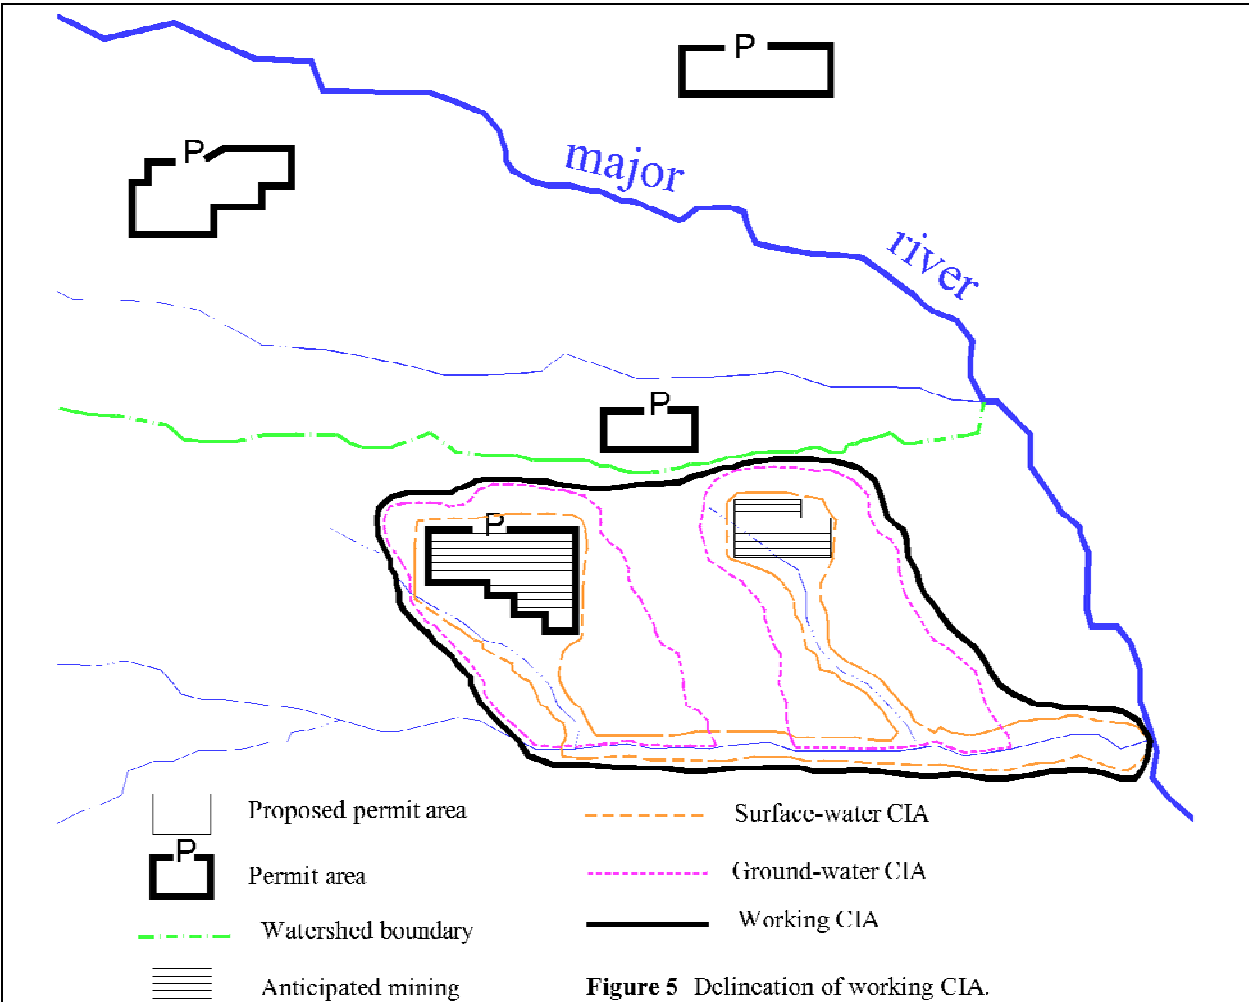 P
P
major
river
P
P
Proposed permit area
Surface-water CIA
P
Permit area
Ground-water CIA
Watershed boundary
Working CIA
Anticipated mining
Figure 5 Delineation of working CIA.